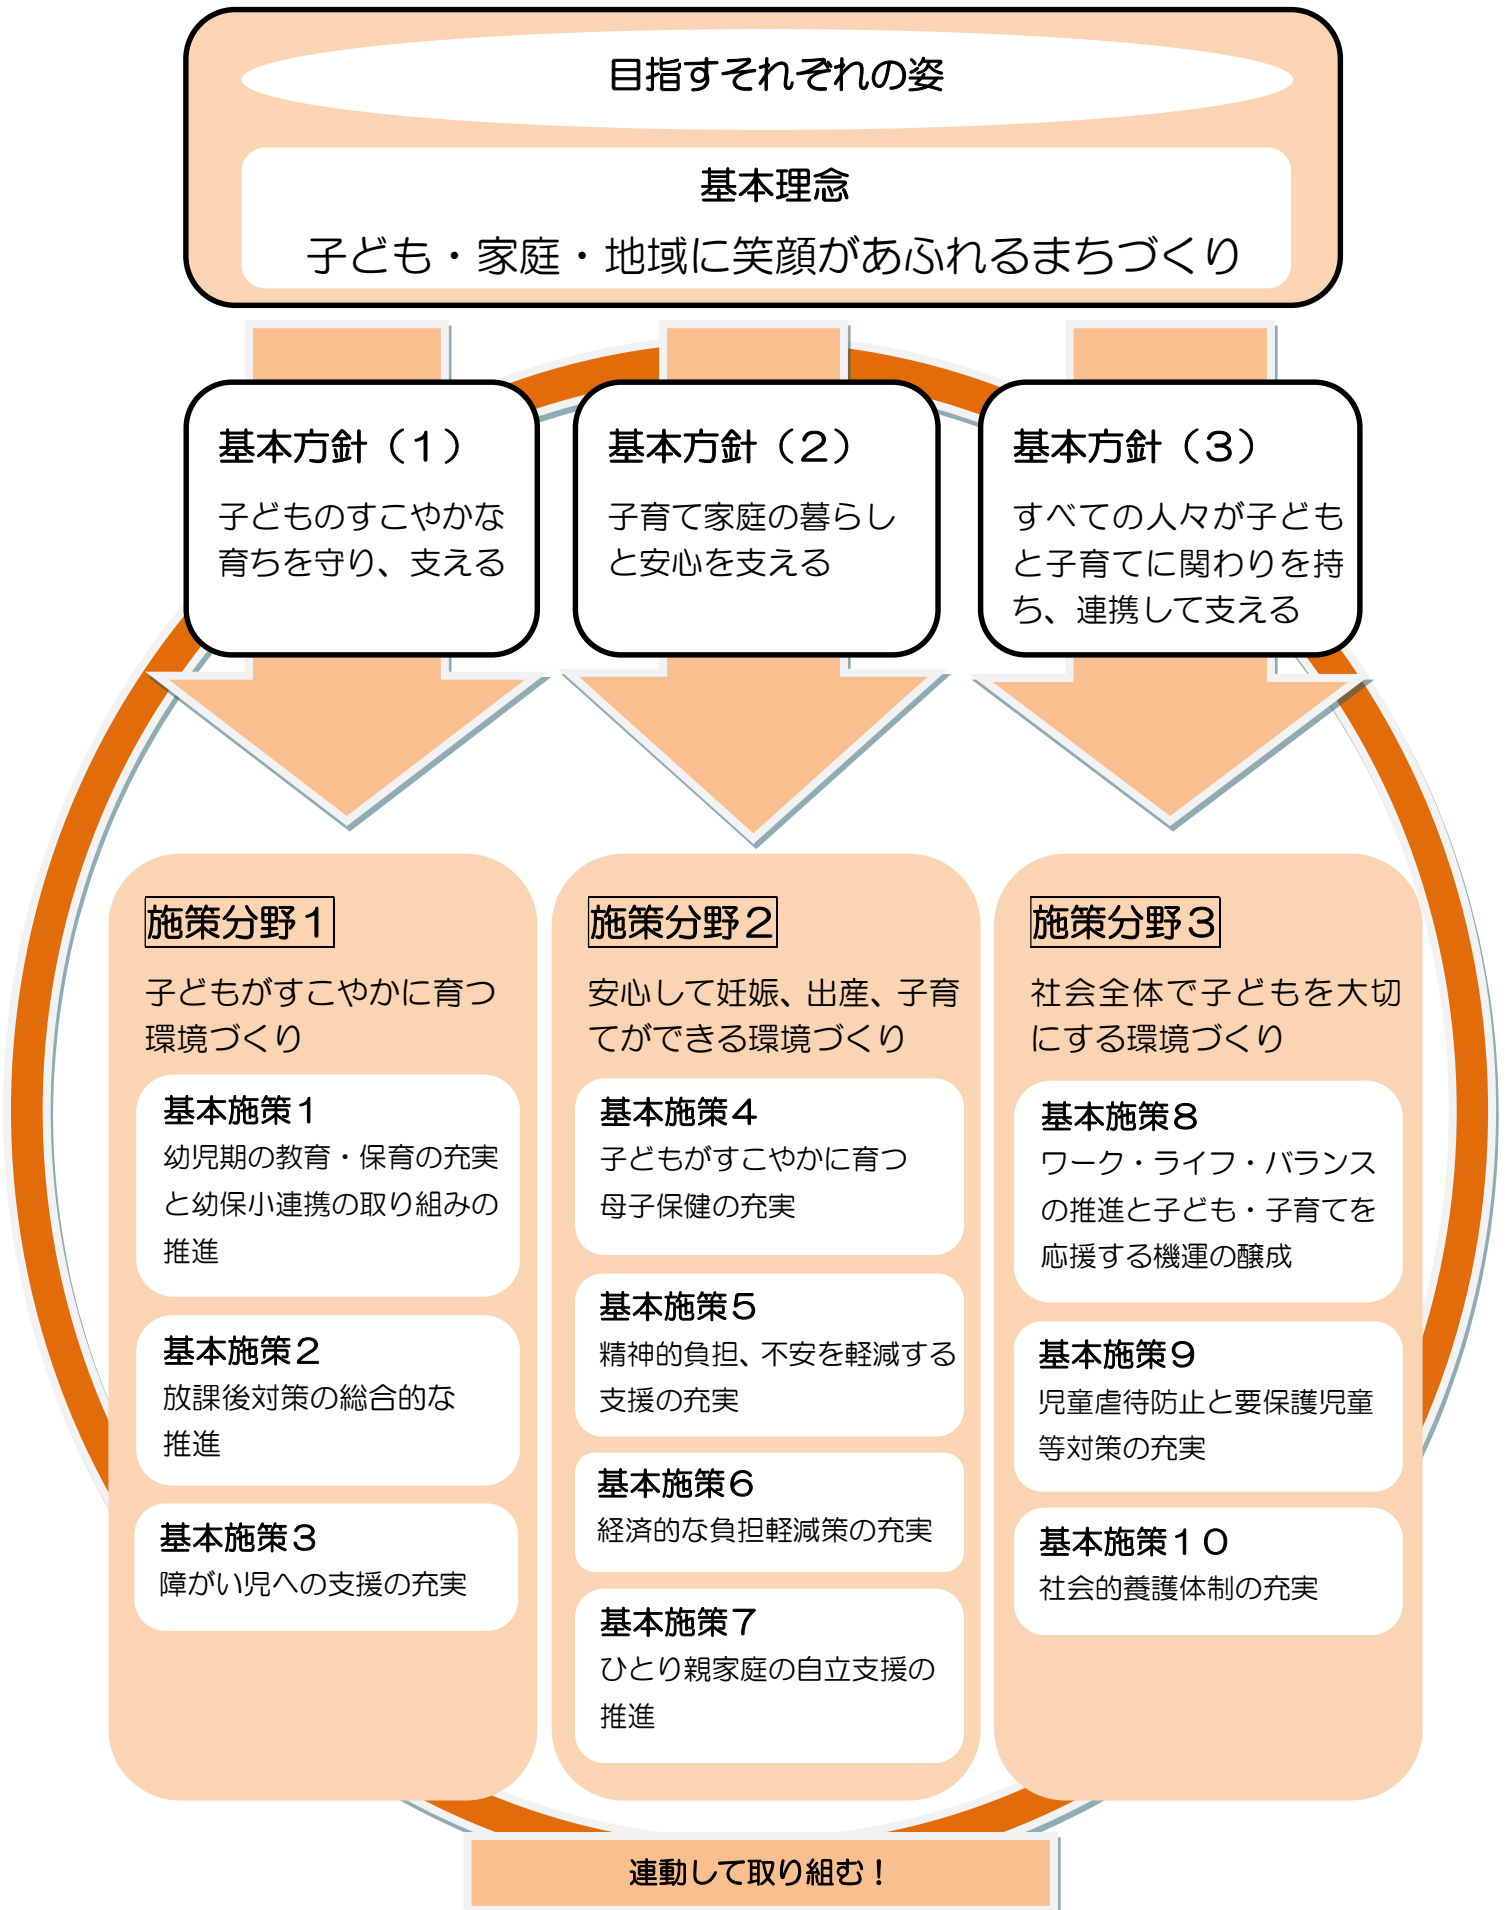 目指すそれぞれの姿
基本理念
子ども・家庭・地域に笑顔があふれるまちづくり
基本方針（１）
子どものすこやかな
育ちを守り、支える
基本方針（２）
子育て家庭の暮らし
と安心を支える
基本方針（３）
すべての人々が子ども
と子育てに関わりを持
ち、連携して支える
施策分野１
子どもがすこやかに育つ
環境づくり
基本施策１
幼児期の教育・保育の充実
と幼保小連携の取り組みの
推進
基本施策２
放課後対策の総合的な
推進
基本施策３
障がい児への支援の充実
施策分野２
安心して妊娠、出産、子育
てができる環境づくり
基本施策４
子どもがすこやかに育つ
母子保健の充実
基本施策５
精神的負担、不安を軽減する
支援の充実
基本施策６
経済的な負担軽減策の充実
基本施策７
ひとり親家庭の自立支援の
推進
施策分野３
社会全体で子どもを大切
にする環境づくり
基本施策８
ワーク・ライフ・バランス
の推進と子ども・子育てを
応援する機運の醸成
基本施策９
児童虐待防止と要保護児童
等対策の充実
基本施策１０
社会的養護体制の充実
連動して取り組む！